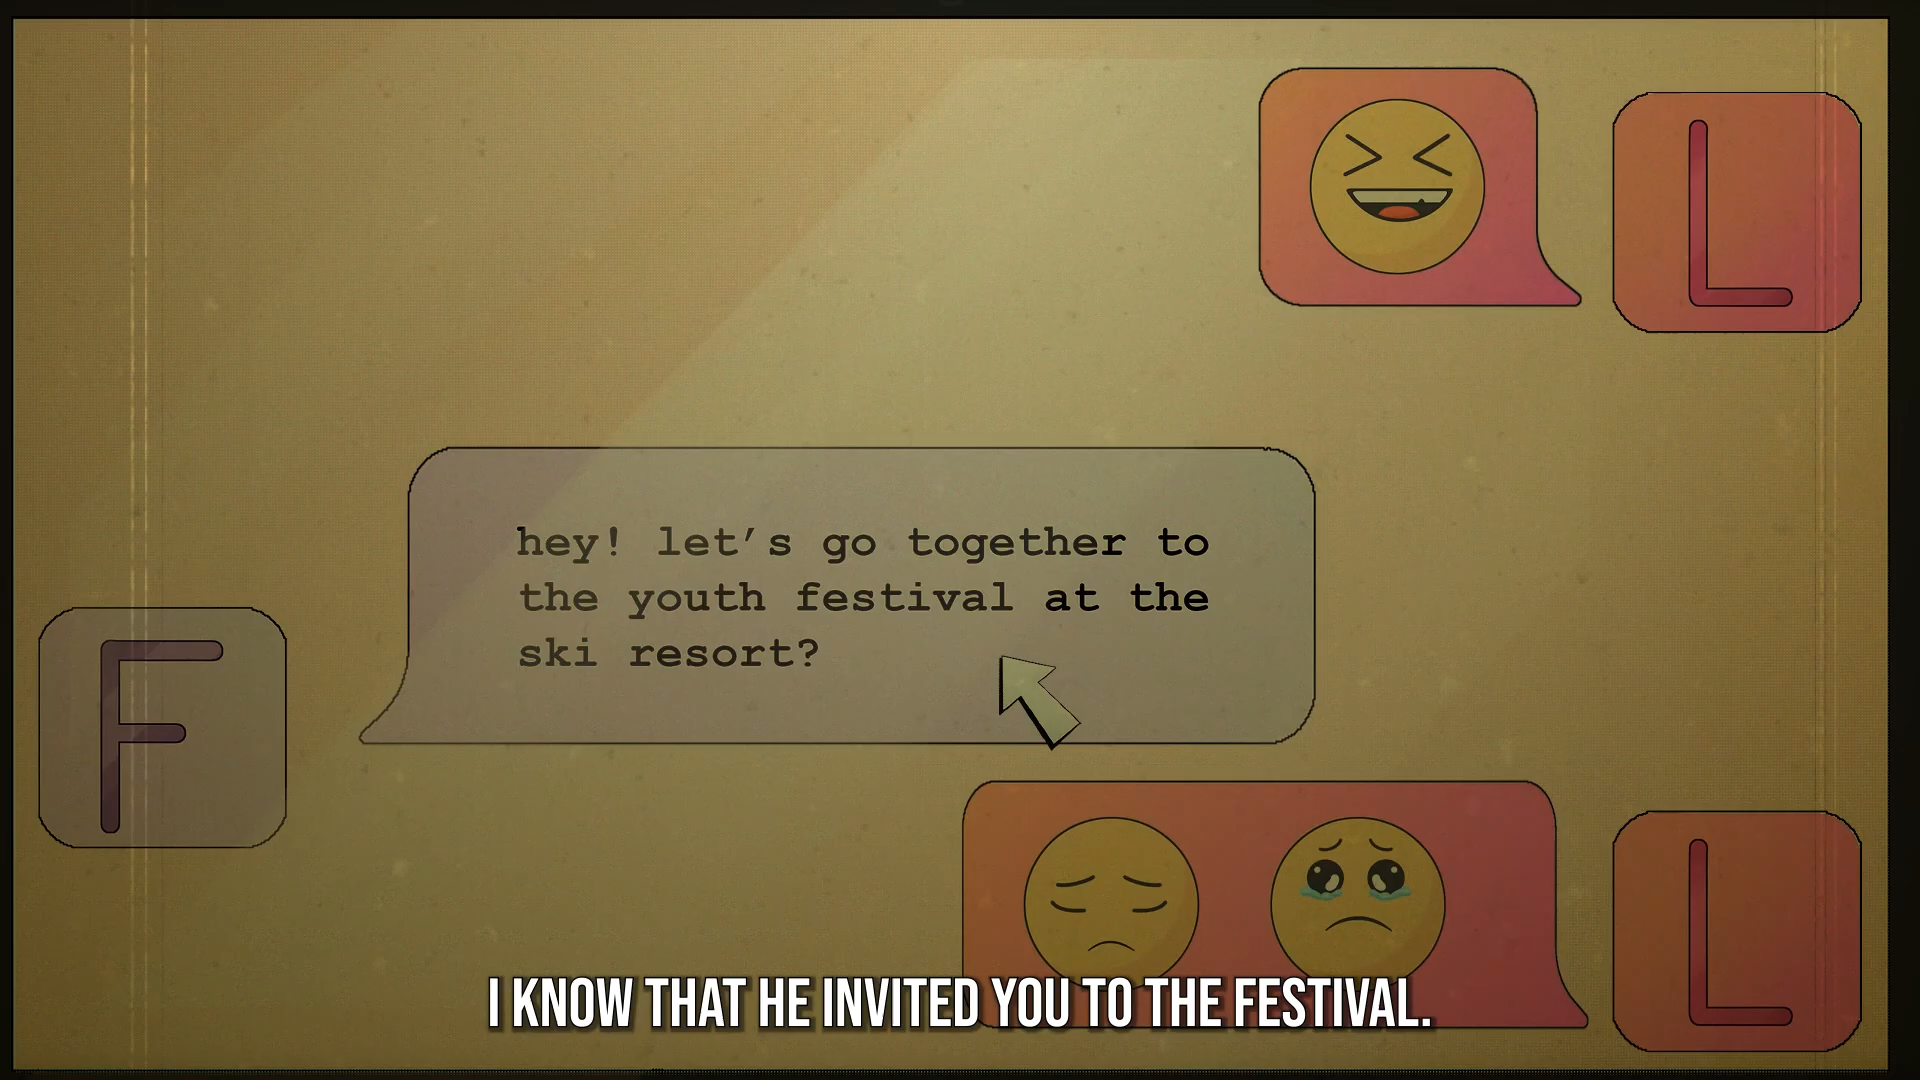 L
hey! let's go together to
the youth festival at the
ski resort?
F
L
I KNOW THAT HE INVITED YOU TO THE FESTIVAL.